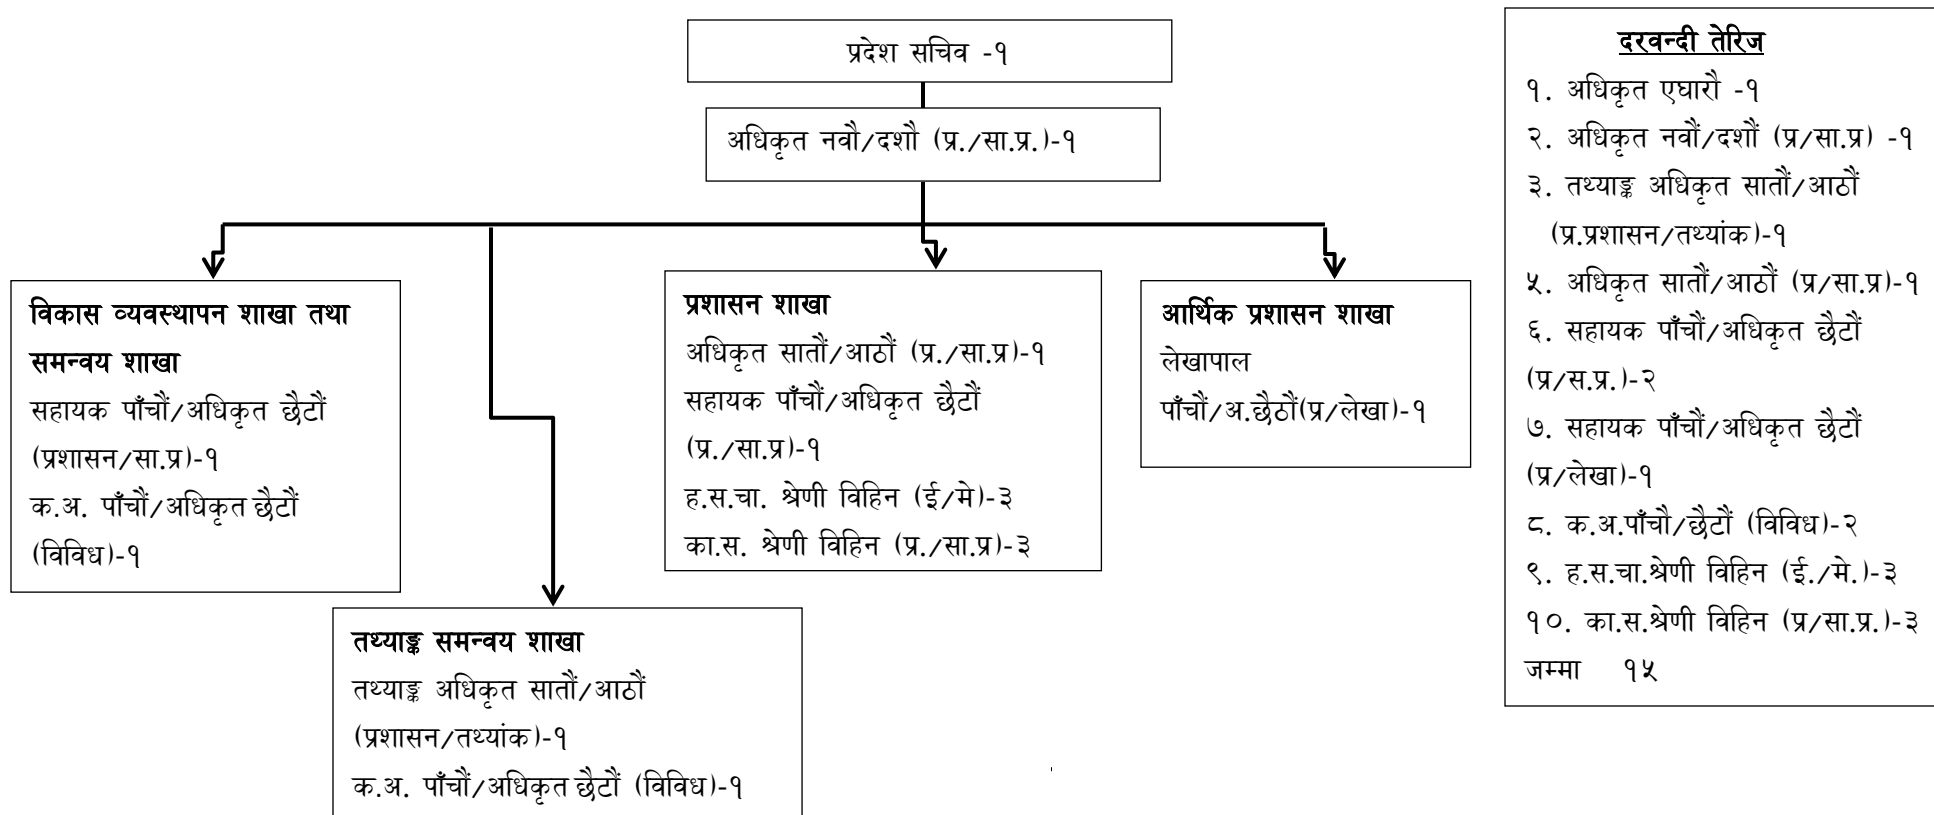 प्रदेश सचिव -१
अधिकृत नवौ/दशौ (प्र./सा.प्र.)-१
विकास व्यवस्थापन शाखा तथा
समन्वय शाखा
सहायक पाँचौं/अधिकृत छैटौं
(प्रशासन/सा.प्र)-१
क.अ. पाँचौं/अधिकृत छैटौं
(विविध)-१
तथ्याङ्क समन्वय शाखा
तथ्याङ्क अधिकृत सातौं/आठौं
(प्रशासन/तथ्यांक)-१
क.अ. पाँचौं/अधिकृत छैटौं (विविध)-१
प्रशासन शाखा
अधिकृत सातौं/आठौं (प्र./सा.प्र)-१
सहायक पाँचौं/अधिकृत छैटौं
(प्र./सा.प्र)-१
ह.स.चा. श्रेणी विहिन (ई/मे)-३
का.स. श्रेणी विहिन (प्र./सा.प्र)-३
आर्थिक प्रशासन शाखा
लेखापाल
पाँचौं/अ.छैठौं(प्र/लेखा)-१
दरवन्दी तेरिज
१. अधिकृत एघारौ -१
२. अधिकृत नवौं/दशौं (प्र/सा.प्र) -१
३. तथ्याङ्क अधिकृत सातौं/आठौं
(प्र.प्रशासन/तथ्यांक)-१
५. अधिकृत सातौं/आठौं (प्र/सा.प्र)-१
६. सहायक पाँचौं/अधिकृत छैटौं
(प्र/स.प्र.)-२
७. सहायक पाँचौं/अधिकृत छैटौं
(प्र/लेखा)-१
८. क.अ.पाँचौ/छैटौं (विविध)-२
९. ह.स.चा.श्रेणी विहिन (ई./मे.)-३
१०. का.स.श्रेणी विहिन (प्र/सा.प्र.)-३
जम्मा १५